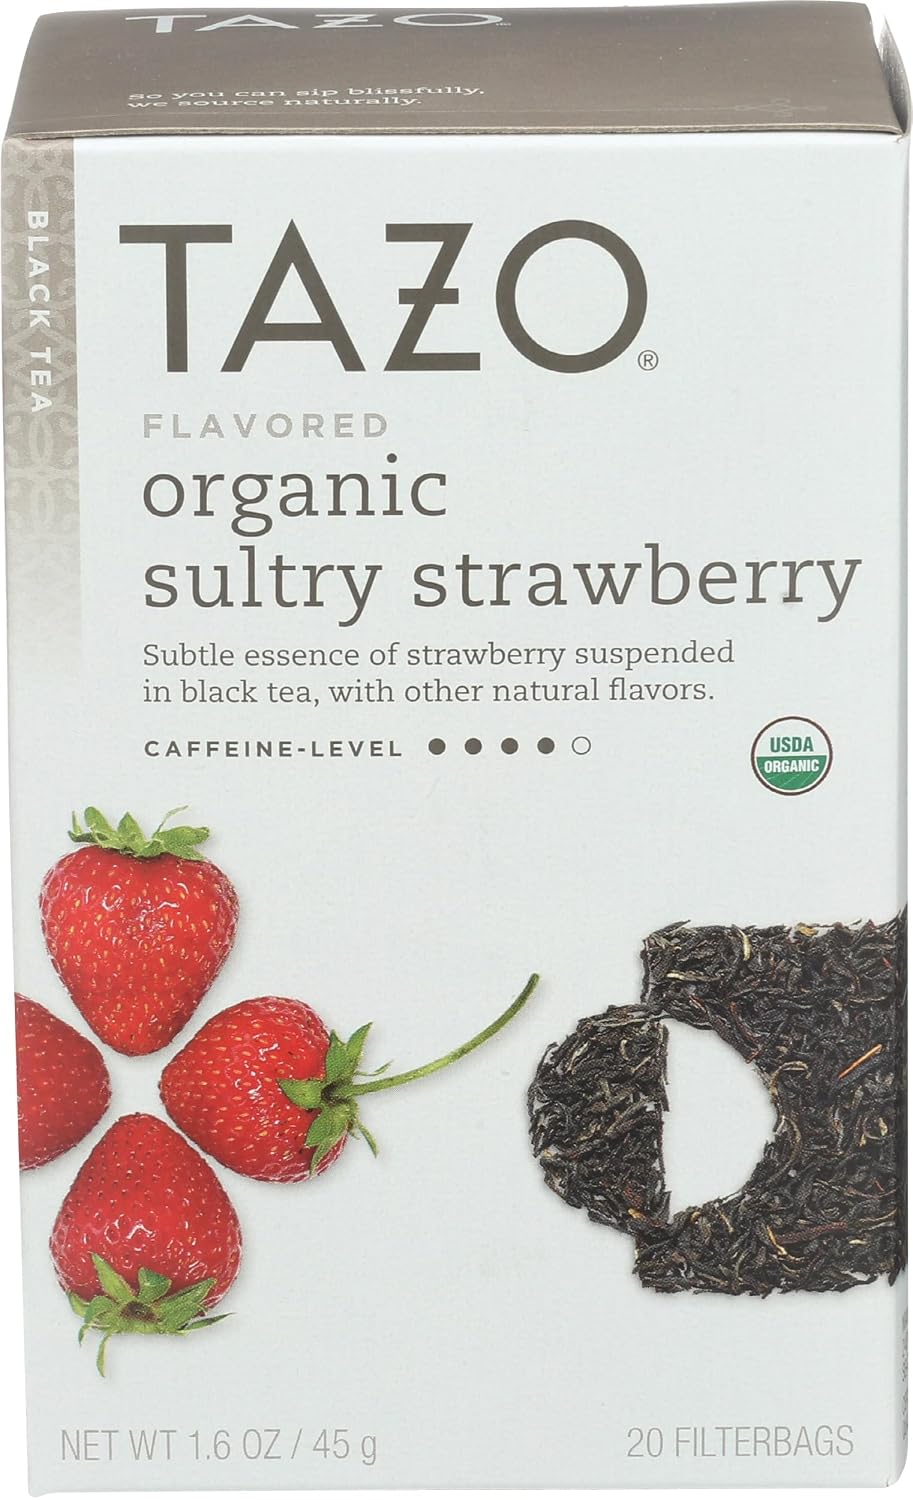 TAZO
So you can sip blissfully,
we source naturally.
BLACK TEA
TAZO®
FLAVORED
organic
sultry strawberry
Subtle essence of strawberry suspended
in black tea, with other natural flavors.
CAFFEINE-LEVEL
USDA
ORGANIC
NET WT 1.6 OZ / 45 g
20 FILTERBAGS